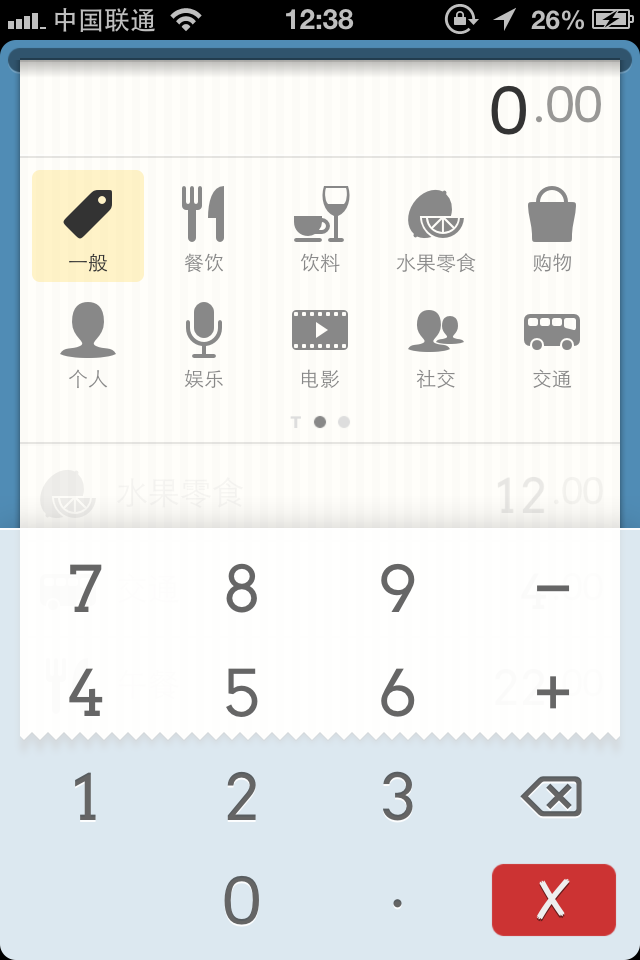 中国联通 12:38 26%
0.00
一般 餐饮 饮料 水果零食 购物
个人 娱乐 电影 社交 交通
T
水果零食 12.00
7 8 9 −
4 5 6 +
1 2 3
0 .